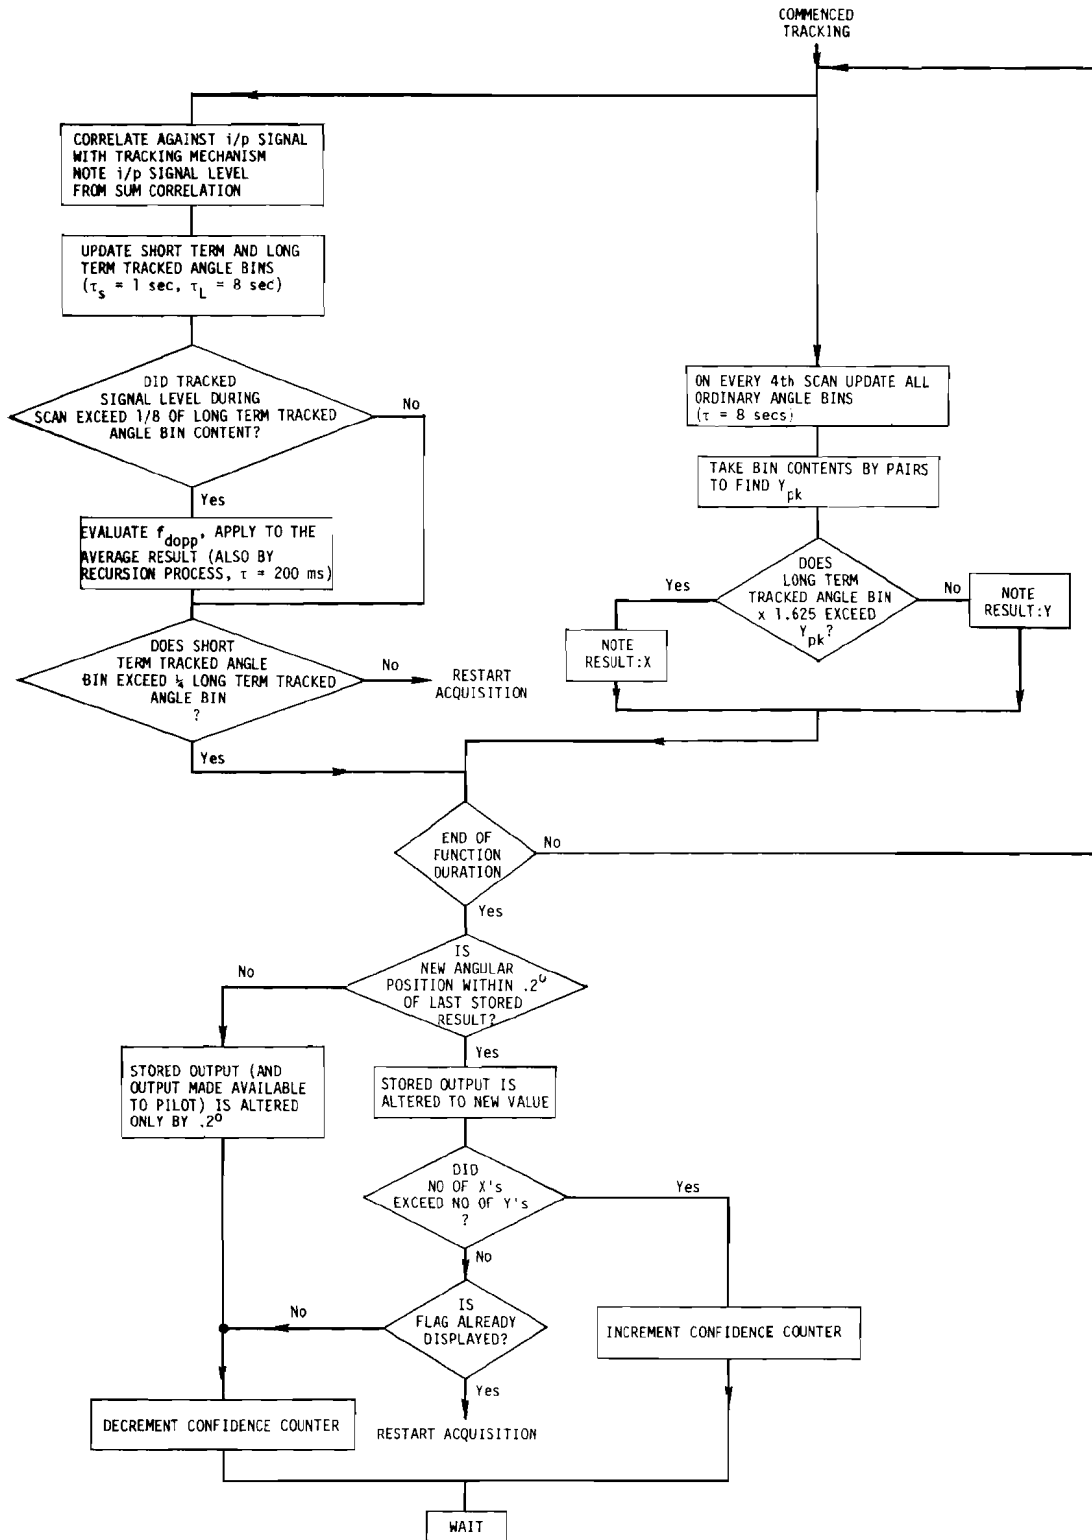 COMMENCED
TRACKING
CORRELATE AGAINST i/p SIGNAL
WITH TRACKING MECHANISM
NOTE i/p SIGNAL LEVEL
FROM SUM CORRELATION
UPDATE SHORT TERM AND LONG
TERM TRACKED ANGLE BINS
(τs = 1 sec, τL = 8 sec)
DID TRACKED
SIGNAL LEVEL DURING
SCAN EXCEED 1/8 OF LONG TERM TRACKED
ANGLE BIN CONTENT?
No
Yes
EVALUATE fdopp, APPLY TO THE
AVERAGE RESULT (ALSO BY
RECURSION PROCESS, τ = 200 ms)
DOES SHORT
TERM TRACKED ANGLE
BIN EXCEED ¼ LONG TERM TRACKED
ANGLE BIN
?
No
RESTART
ACQUISITION
Yes
ON EVERY 4th SCAN UPDATE ALL
ORDINARY ANGLE BINS
(τ = 8 secs)
TAKE BIN CONTENTS BY PAIRS
TO FIND Ypk
DOES
LONG TERM
TRACKED ANGLE BIN
x 1.625 EXCEED
Ypk?
Yes
No
NOTE
RESULT:X
NOTE
RESULT:Y
END OF
FUNCTION
DURATION
No
Yes
IS
NEW ANGULAR
POSITION WITHIN .2⁰
OF LAST STORED
RESULT?
No
Yes
STORED OUTPUT (AND
OUTPUT MADE AVAILABLE
TO PILOT) IS ALTERED
ONLY BY .2⁰
STORED OUTPUT IS
ALTERED TO NEW VALUE
DID
NO OF X's
EXCEED NO OF Y's
?
Yes
No
IS
FLAG ALREADY
DISPLAYED?
No
Yes
INCREMENT CONFIDENCE COUNTER
DECREMENT CONFIDENCE COUNTER
RESTART ACQUISITION
WAIT